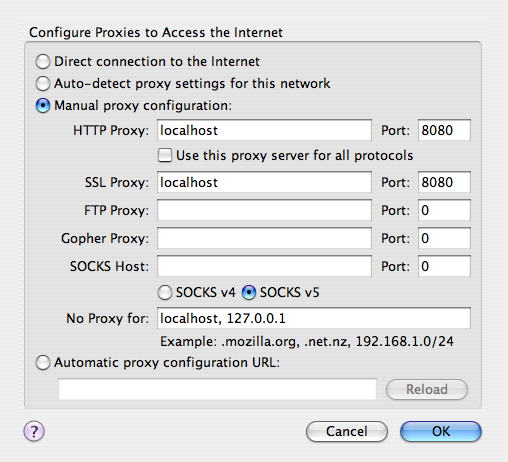 Configure Proxies to Access the Internet
Direct connection to the Internet
Auto-detect proxy settings for this network
Manual proxy configuration:
HTTP Proxy: localhost Port: 8080
Use this proxy server for all protocols
SSL Proxy: localhost Port: 8080
FTP Proxy: Port: 0
Gopher Proxy: Port: 0
SOCKS Host: Port: 0
SOCKS v4 SOCKS v5
No Proxy for: localhost, 127.0.0.1
Example: .mozilla.org, .net.nz, 192.168.1.0/24
Automatic proxy configuration URL:
Reload
? Cancel OK